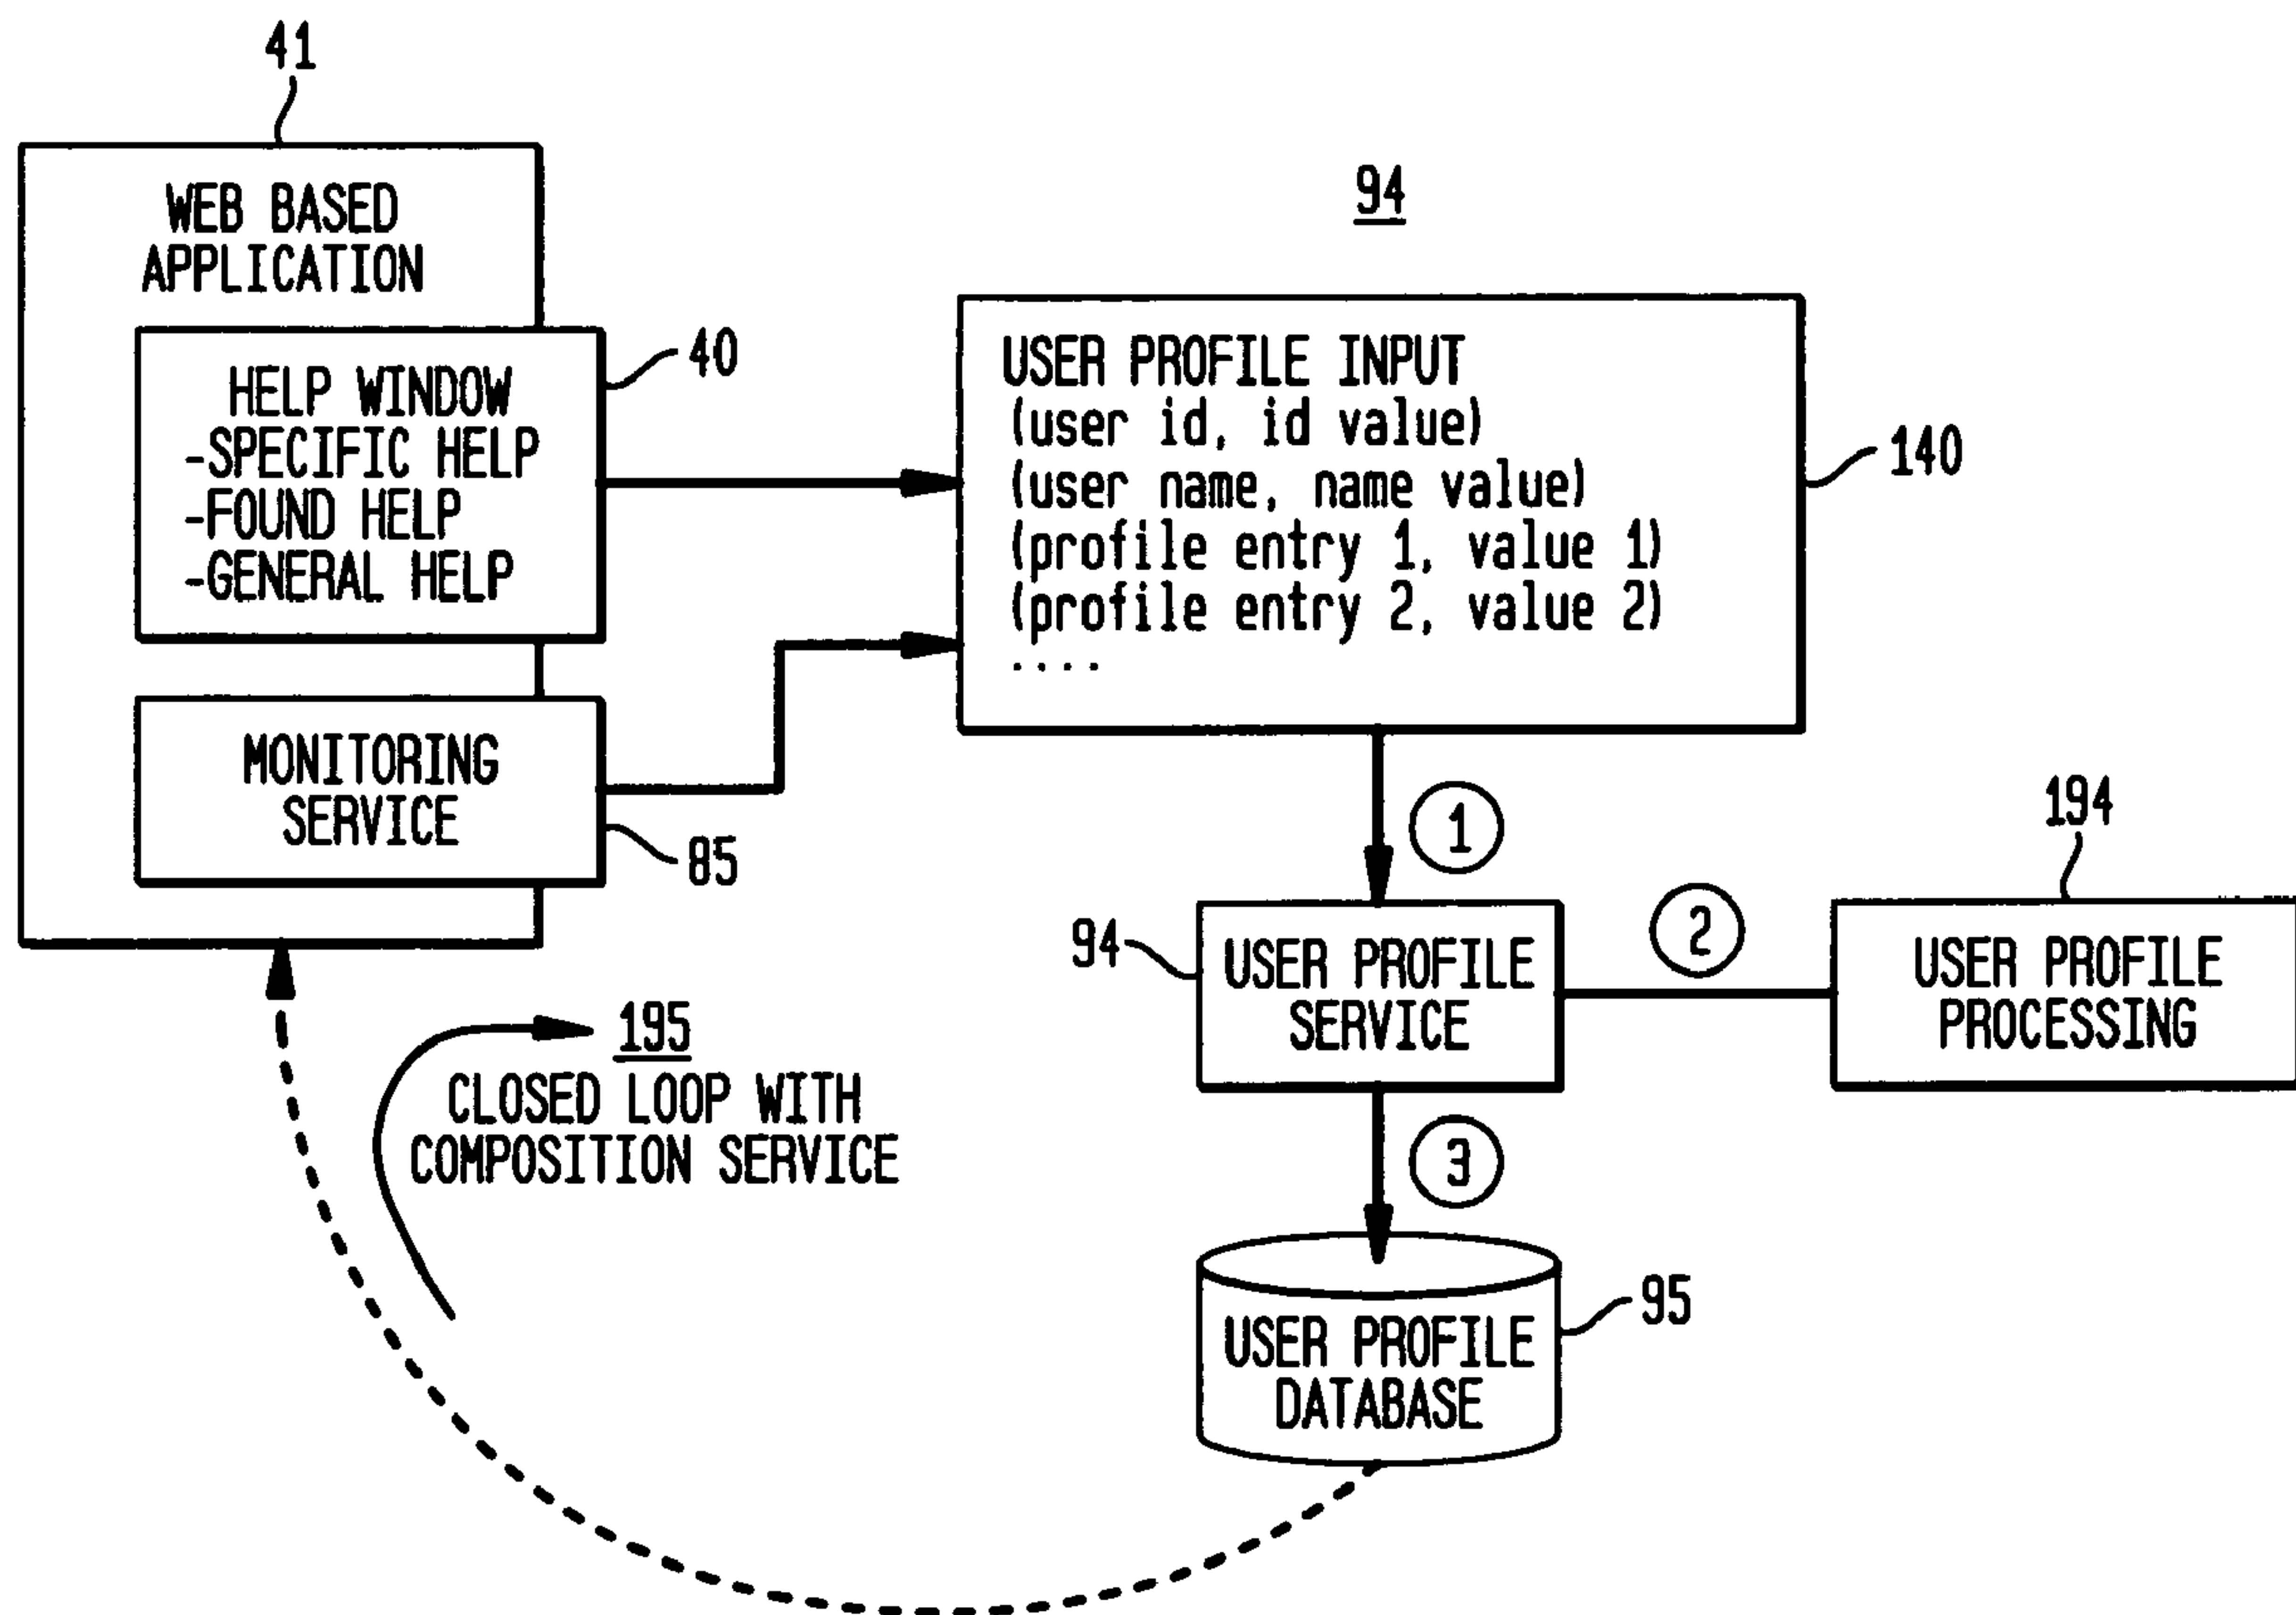 41
WEB BASED
APPLICATION
HELP WINDOW
-SPECIFIC HELP
-FOUND HELP
-GENERAL HELP
40
MONITORING
SERVICE
85
94
USER PROFILE INPUT
(user id, id value)
(user name, name value)
(profile entry 1, value 1)
(profile entry 2, value 2)
....
140
1
94
USER PROFILE
SERVICE
2
194
USER PROFILE
PROCESSING
195
CLOSED LOOP WITH
COMPOSITION SERVICE
3
USER PROFILE
DATABASE
95